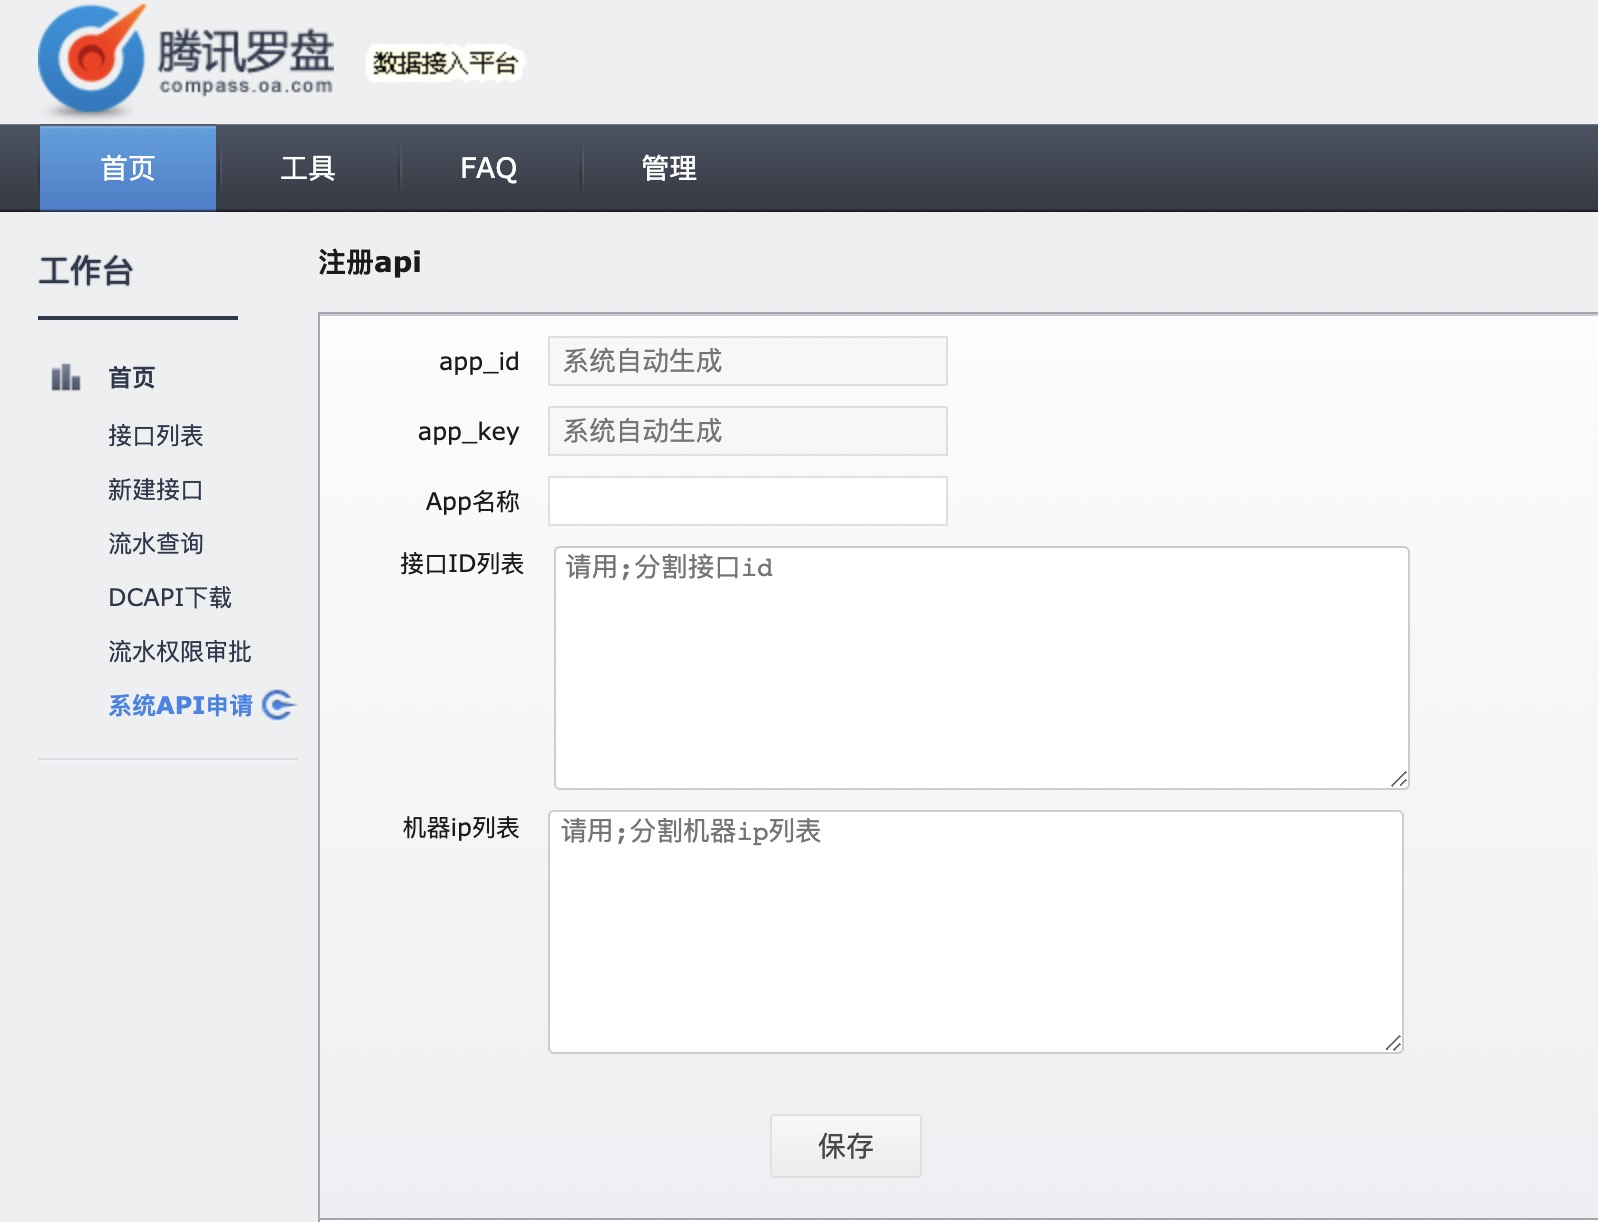 腾讯罗盘
compass.oa.com
数据接入平台
首页
工具
FAQ
管理
工作台
首页
接口列表
新建接口
流水查询
DCAPI下载
流水权限审批
系统API申请
注册api
app_id 系统自动生成
app_key 系统自动生成
App名称
接口ID列表 请用;分割接口id
机器ip列表 请用;分割机器ip列表
保存